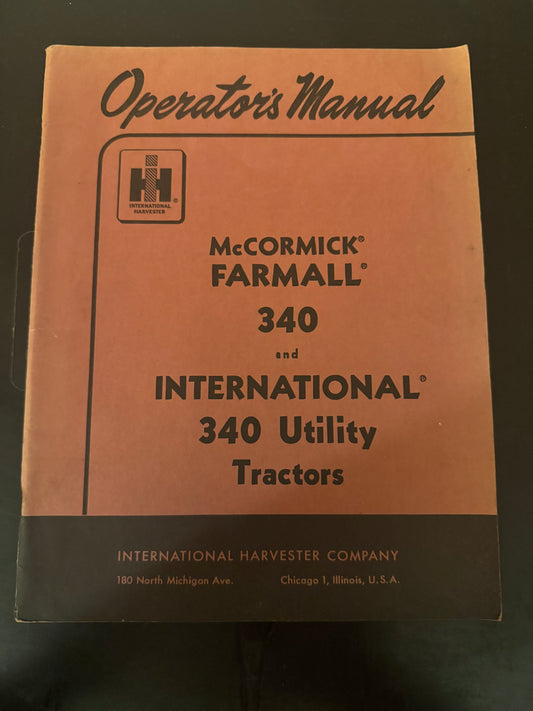 Operator's Manual
IH ®
INTERNATIONAL
HARVESTER
McCORMICK®
FARMALL®
340
and
INTERNATIONAL®
340 Utility
Tractors
INTERNATIONAL HARVESTER COMPANY
180 North Michigan Ave. Chicago 1, Illinois, U.S.A.